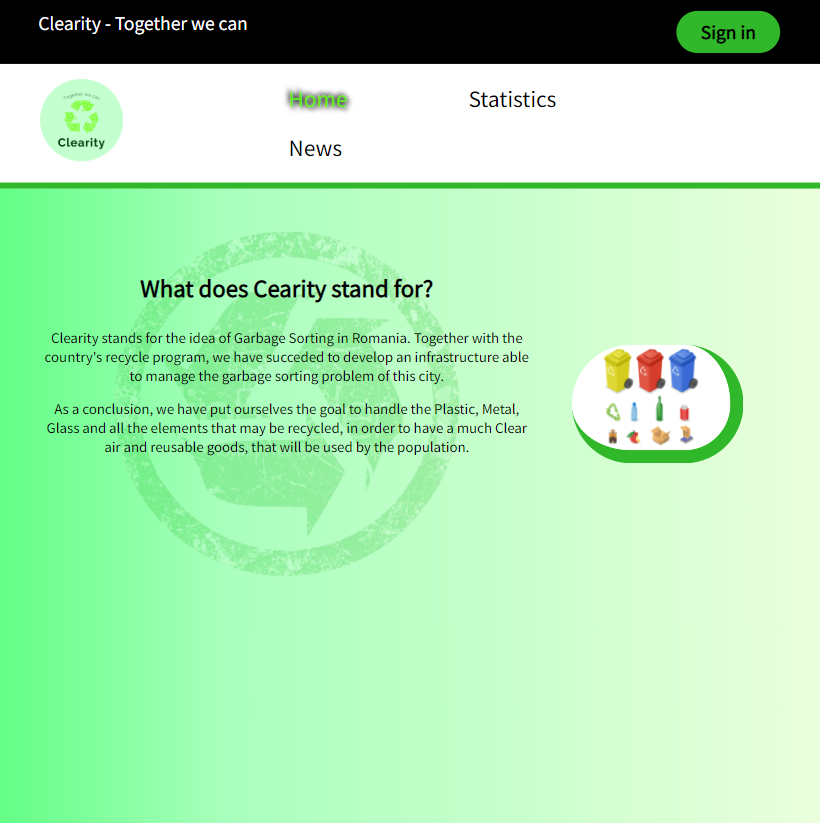 Clearity - Together we can
Sign in
Together we can
Clearity
Home
Statistics
News
What does Cearity stand for?
Clearity stands for the idea of Garbage Sorting in Romania. Together with the
country's recycle program, we have succeded to develop an infrastructure able
to manage the garbage sorting problem of this city.
As a conclusion, we have put ourselves the goal to handle the Plastic, Metal,
Glass and all the elements that may be recycled, in order to have a much Clear
air and reusable goods, that will be used by the population.